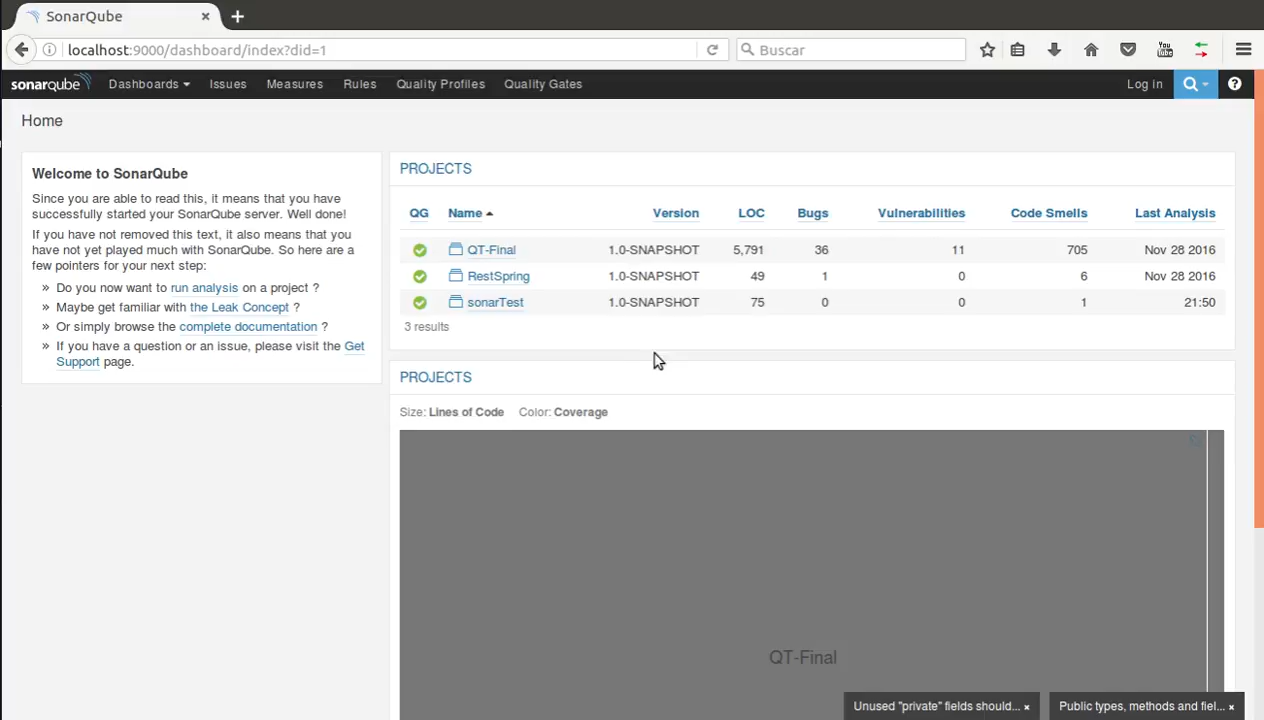 SonarQube × +
localhost:9000/dashboard/index?did=1
Buscar
You Tube
sonarqube Dashboards Issues Measures Rules Quality Profiles Quality Gates Log in
Home
Welcome to SonarQube
Since you are able to read this, it means that you have
successfully started your SonarQube server. Well done!
If you have not removed this text, it also means that you
have not yet played much with SonarQube. So here are a
few pointers for your next step:
» Do you now want to run analysis on a project ?
» Maybe get familiar with the Leak Concept ?
» Or simply browse the complete documentation ?
» If you have a question or an issue, please visit the Get
Support page.
PROJECTS
QG Name Version LOC Bugs Vulnerabilities Code Smells Last Analysis
QT-Final 1.0-SNAPSHOT 5,791 36 11 705 Nov 28 2016
RestSpring 1.0-SNAPSHOT 49 1 0 6 Nov 28 2016
sonarTest 1.0-SNAPSHOT 75 0 0 1 21:50
3 results
PROJECTS
Size: Lines of Code Color: Coverage
QT-Final
Unused "private" fields should... ×
Public types, methods and fiel... ×